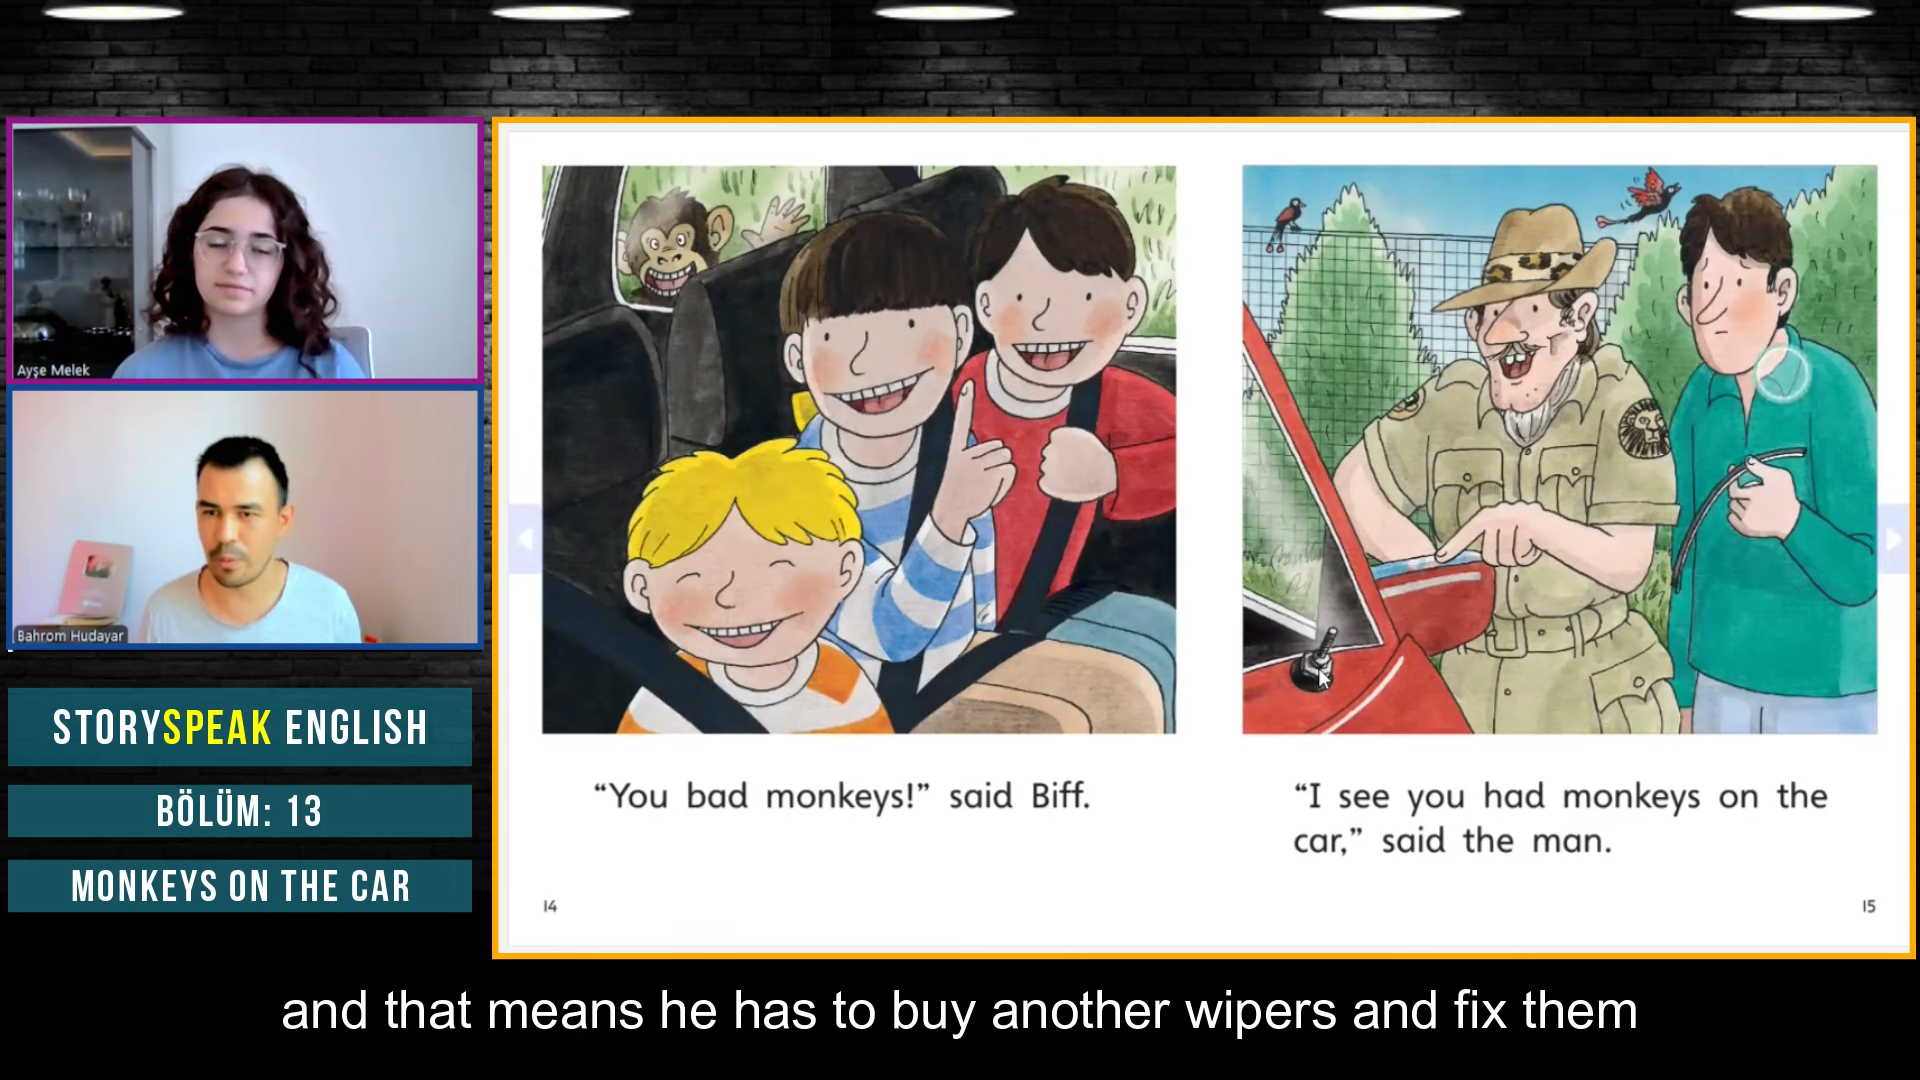 Ayşe Melek
Bahrom Hudayar
STORYSPEAK ENGLISH
BÖLÜM: 13
MONKEYS ON THE CAR
“You bad monkeys!” said Biff.
14
“I see you had monkeys on the
car,” said the man.
15
and that means he has to buy another wipers and fix them